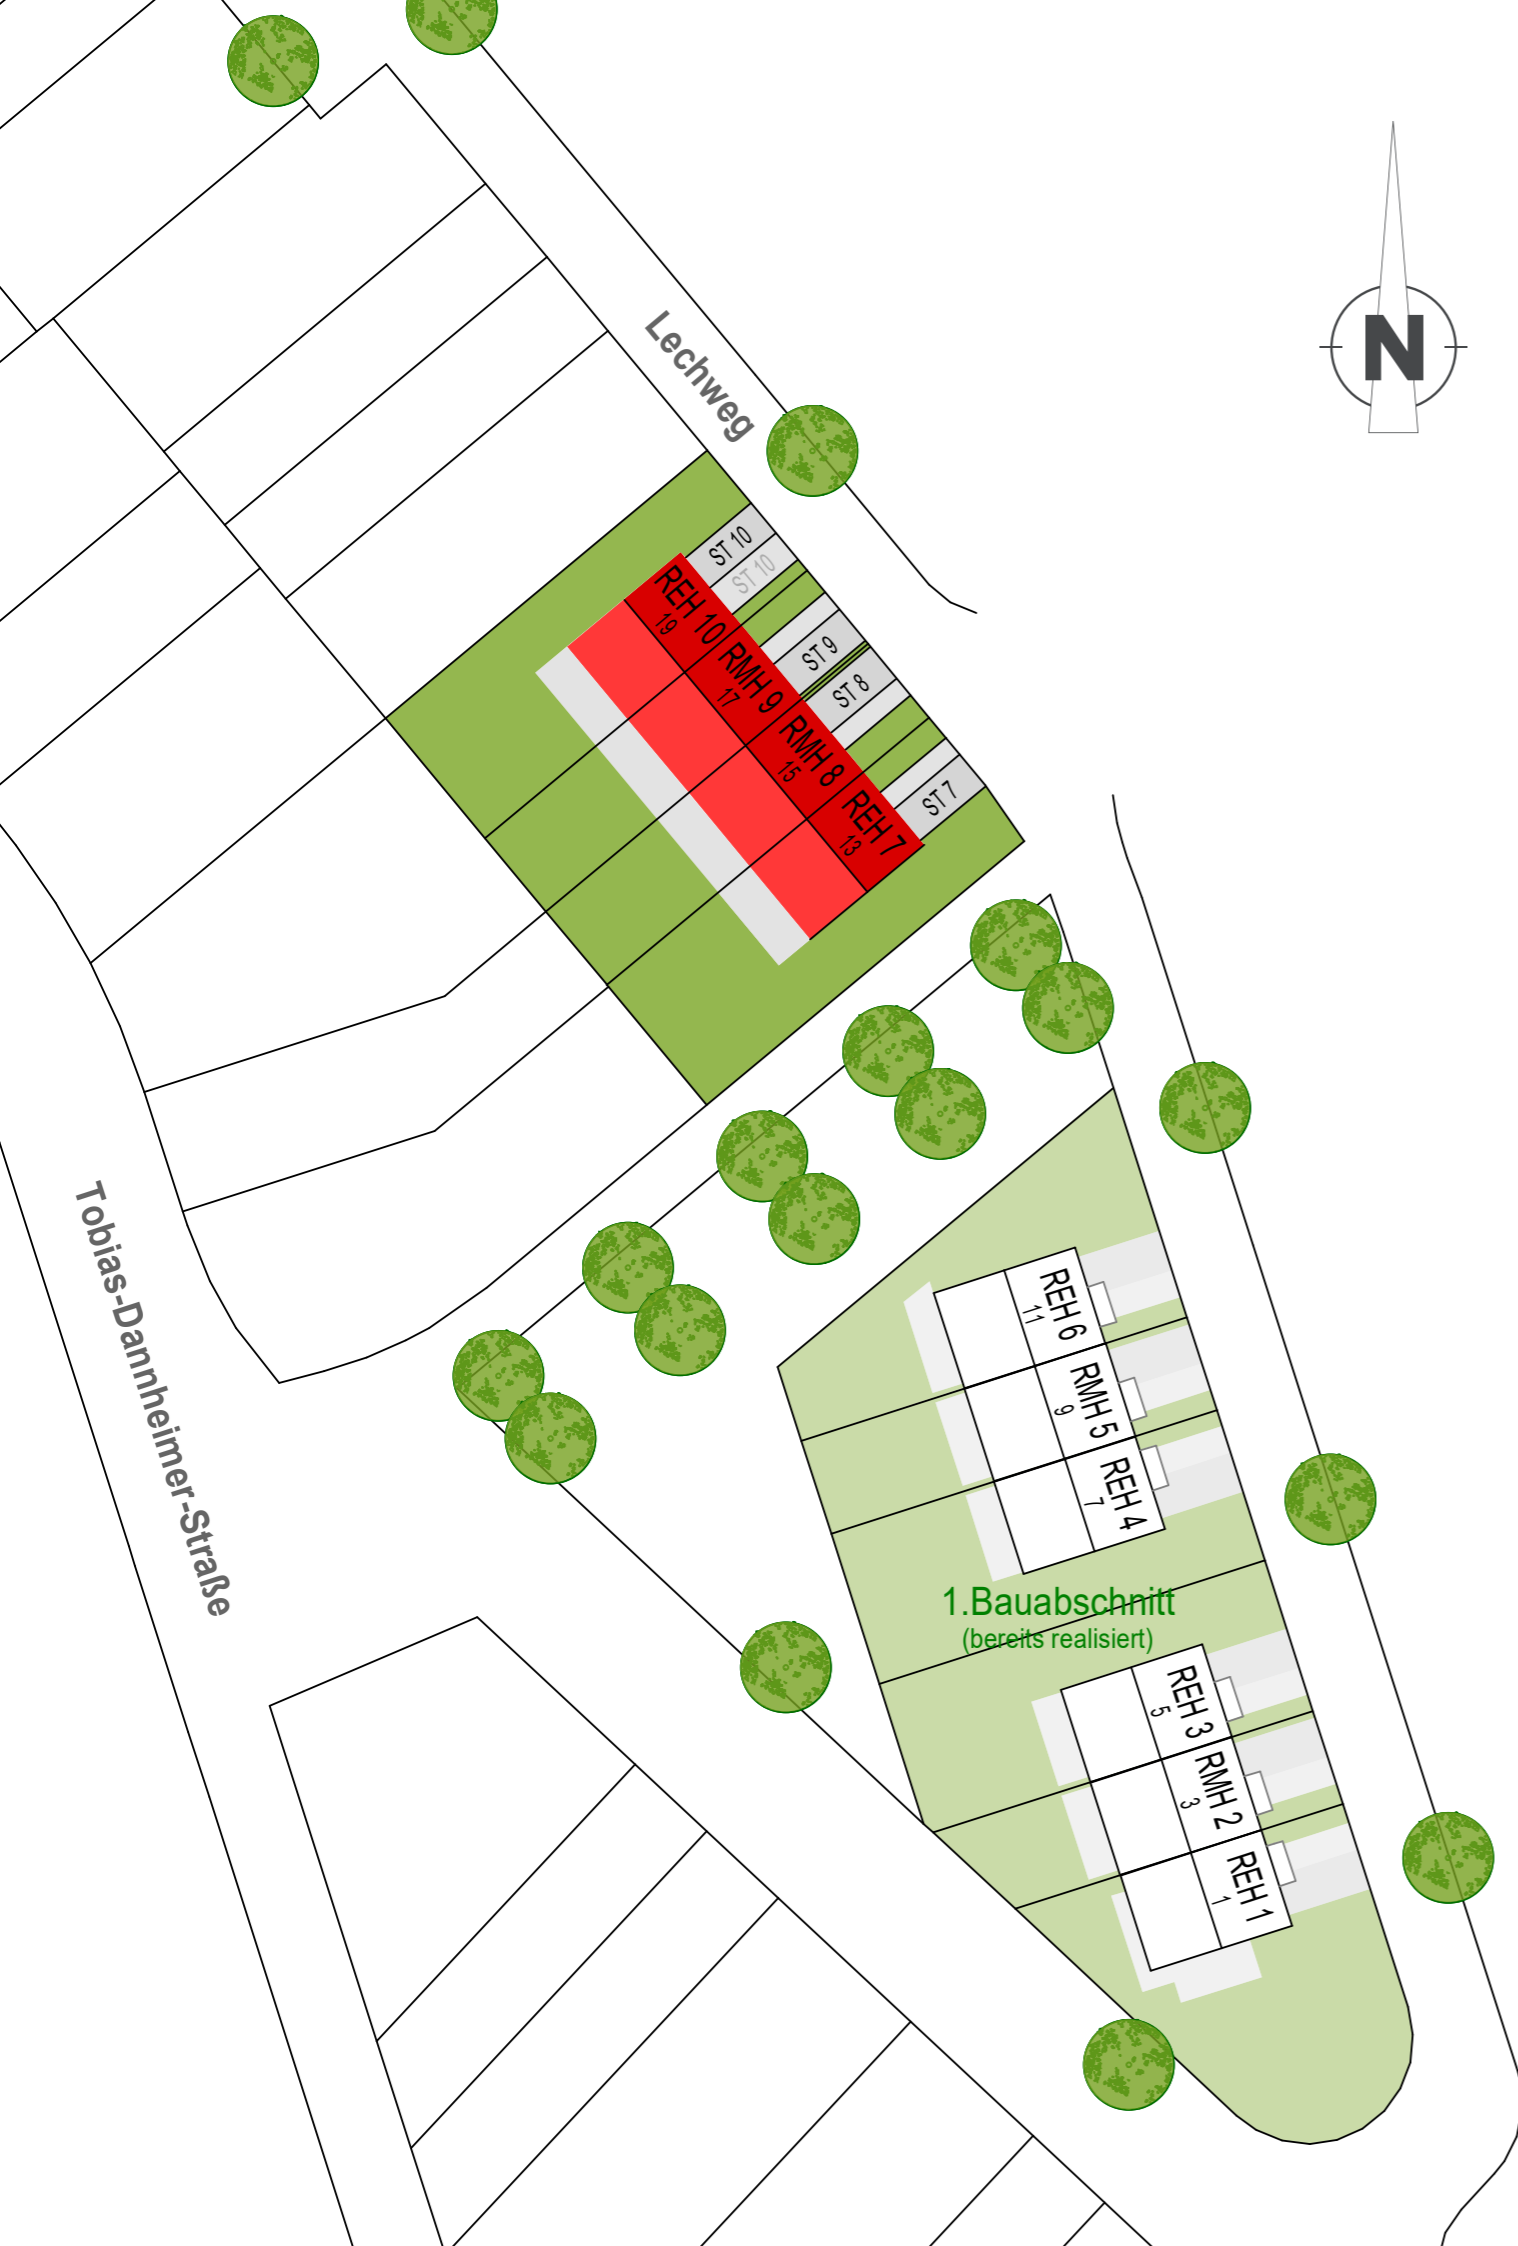 N
Lechweg
ST 10
ST 10
REH 10
19
ST 9
RMH 9
17
ST 8
RMH 8
15
ST 7
REH 7
13
Tobias-Dannheimer-Straße
REH 6
11
RMH 5
9
REH 4
7
1.Bauabschnitt
(bereits realisiert)
REH 3
5
RMH 2
3
REH 1
1